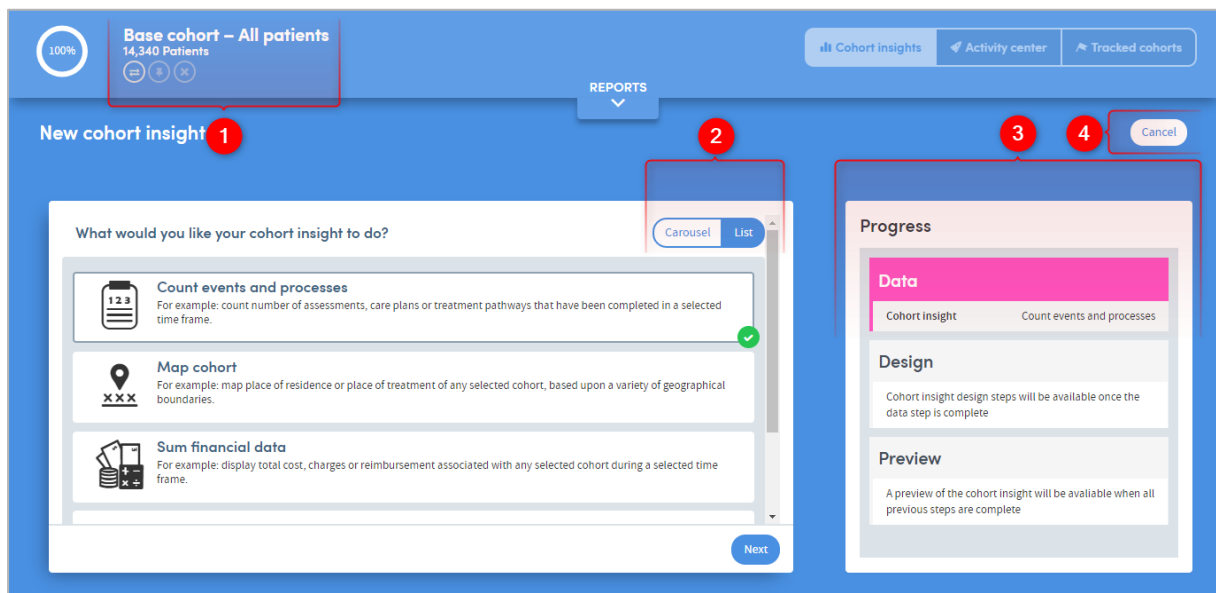 100%
Base cohort – All patients
14,340 Patients
Cohort insights
Activity center
Tracked cohorts
REPORTS
New cohort insight
1
2
3
4
Cancel
What would you like your cohort insight to do?
Carousel
List
123
Count events and processes
For example: count number of assessments, care plans or treatment pathways that have been completed in a selected
time frame.
Map cohort
For example: map place of residence or place of treatment of any selected cohort, based upon a variety of geographical
boundaries.
Sum financial data
For example: display total cost, charges or reimbursement associated with any selected cohort during a selected time
frame.
Next
Progress
Data
Cohort insight
Count events and processes
Design
Cohort insight design steps will be available once the
data step is complete
Preview
A preview of the cohort insight will be avaliable when all
previous steps are complete